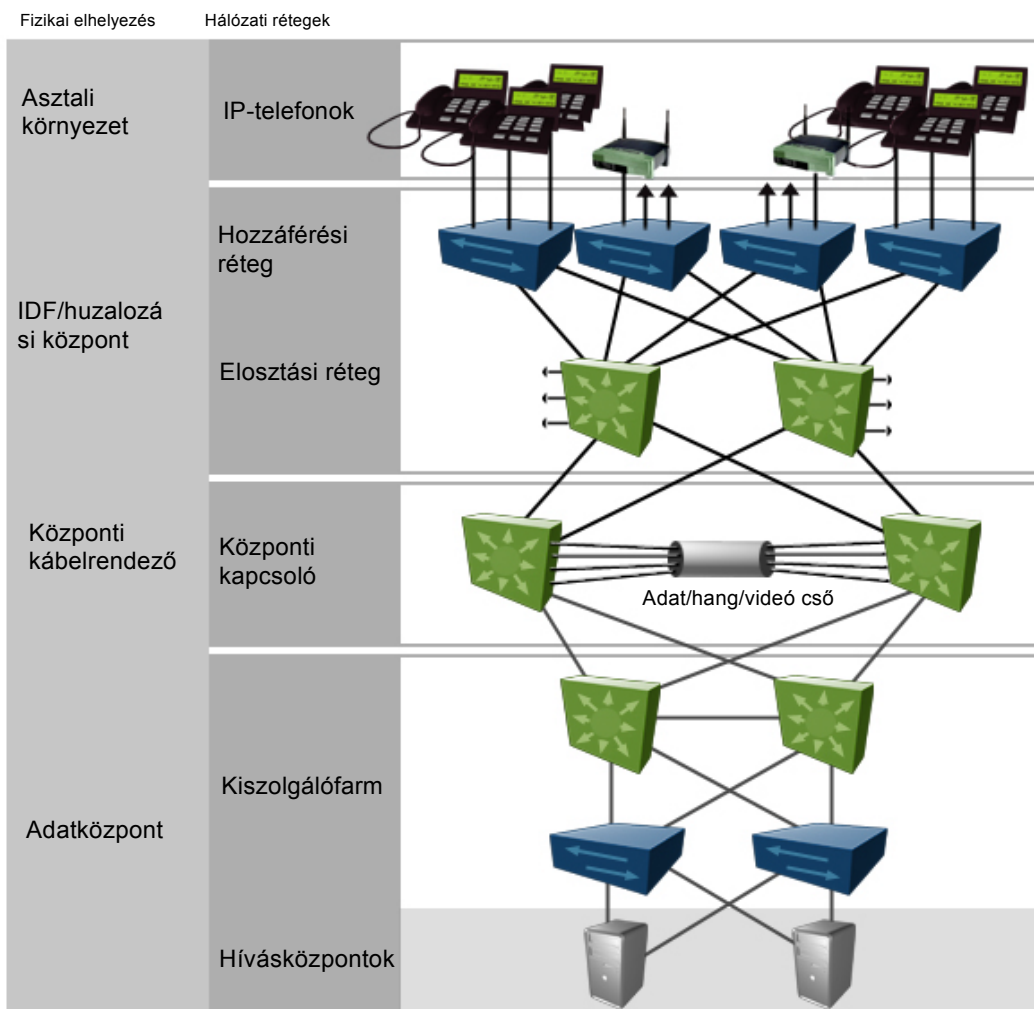 Fizikai elhelyezés
Hálózati rétegek
Asztali
környezet
IP-telefonok
Hozzáférési
réteg
IDF/huzalozá
si központ
Elosztási réteg
Központi
kábelrendező
Központi
kapcsoló
Adat/hang/videó cső
Kiszolgálófarm
Adatközpont
Hívásközpontok